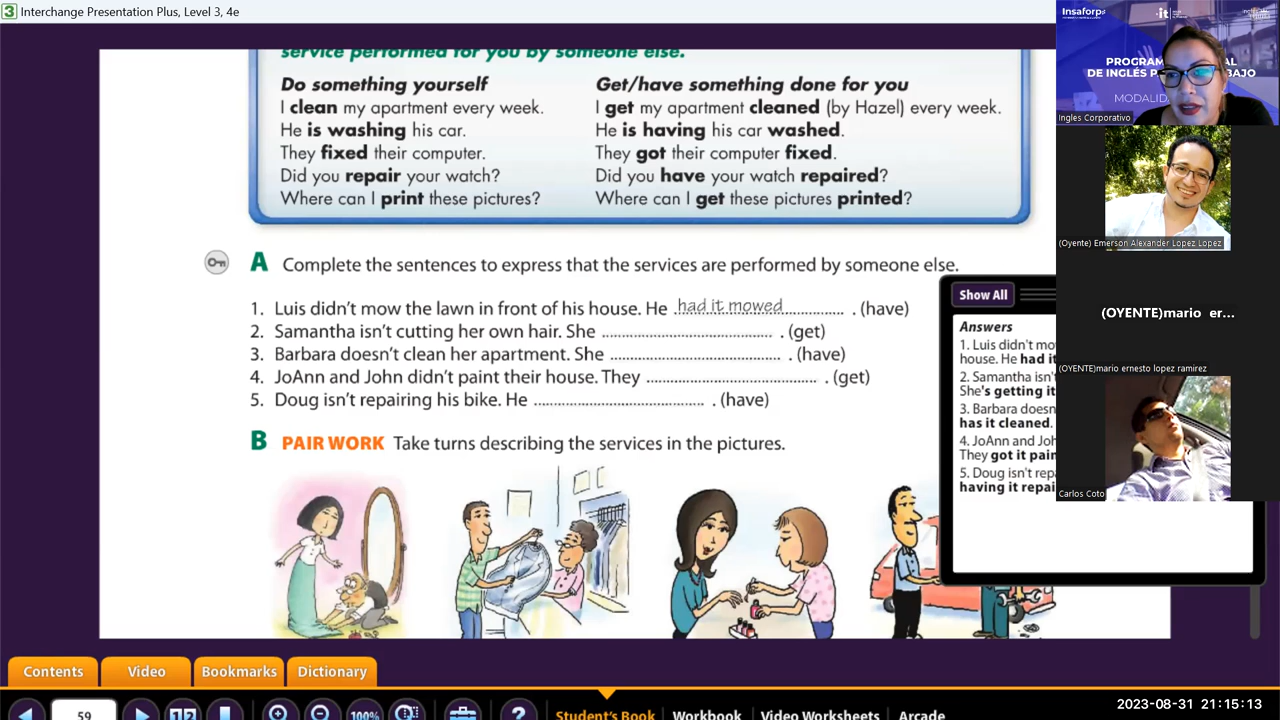 Interchange Presentation Plus, Level 3, 4e
service performed for you by someone else.
Do something yourself
I clean my apartment every week.
He is washing his car.
They fixed their computer.
Did you repair your watch?
Where can I print these pictures?
Get/have something done for you
I get my apartment cleaned (by Hazel) every week.
He is having his car washed.
They got their computer fixed.
Did you have your watch repaired?
Where can I get these pictures printed?
A Complete the sentences to express that the services are performed by someone else.
1. Luis didn't mow the lawn in front of his house. He had it mowed. (have)
2. Samantha isn't cutting her own hair. She ............. . (get)
3. Barbara doesn't clean her apartment. She ............. . (have)
4. JoAnn and John didn't paint their house. They ............. . (get)
5. Doug isn't repairing his bike. He ............. . (have)
B PAIR WORK Take turns describing the services in the pictures.
Show All
Answers
1. Luis didn't mo
house. He had it
2. Samantha isn't
She's getting it
3. Barbara doesn
has it cleaned.
4. JoAnn and Joh
They got it pain
5. Doug isn't rep
having it repai
Insaforp
it
PROGRAM
AL
DE INGLÉS P
BAJO
MODALID
Ingles Corporativo
(Oyente) Emerson Alexander Lopez Lopez
(OYENTE)mario er...
(OYENTE)mario ernesto lopez ramirez
Carlos Coto
Contents
Video
Bookmarks
Dictionary
59
12
100%
?
Student's Book
Workbook
Video Worksheets
Arcade
2023-08-31 21:15:13